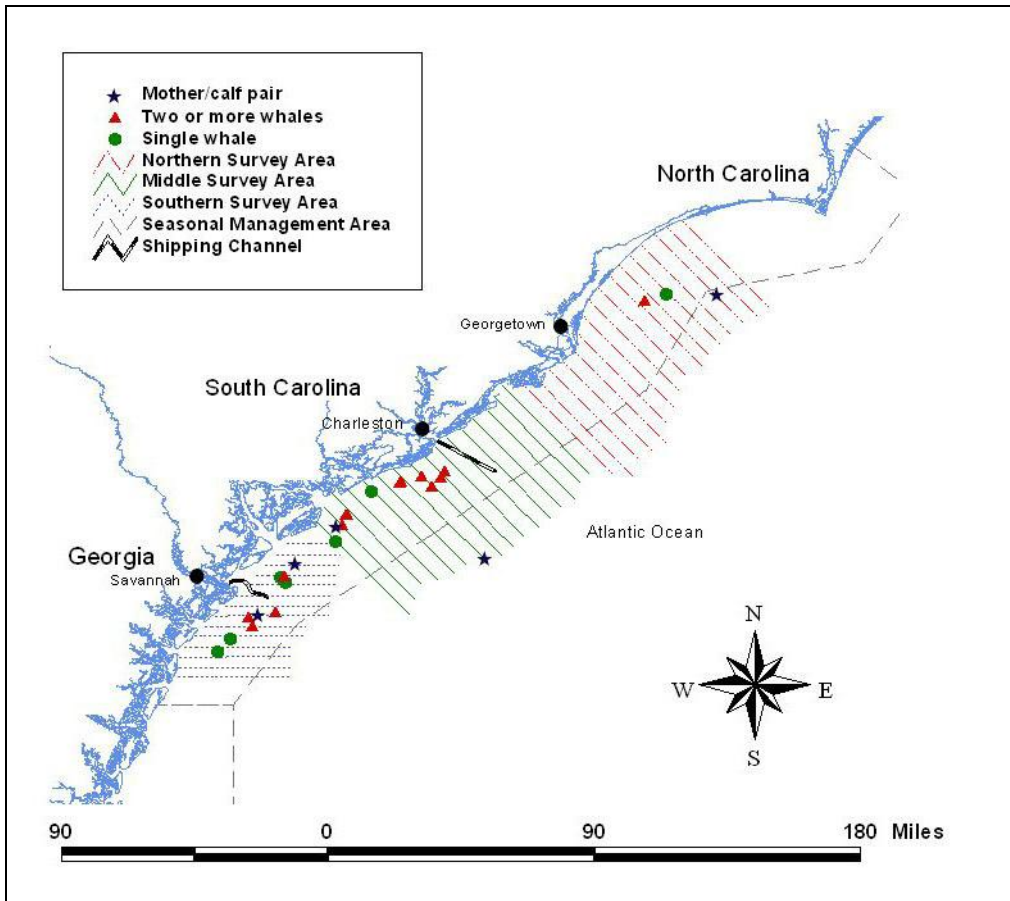 Mother/calf pair
Two or more whales
Single whale
Northern Survey Area
Middle Survey Area
Southern Survey Area
Seasonal Management Area
Shipping Channel
North Carolina
Georgetown
South Carolina
Charleston
Atlantic Ocean
Georgia
Savannah
N
W E
S
90 0 90 180 Miles